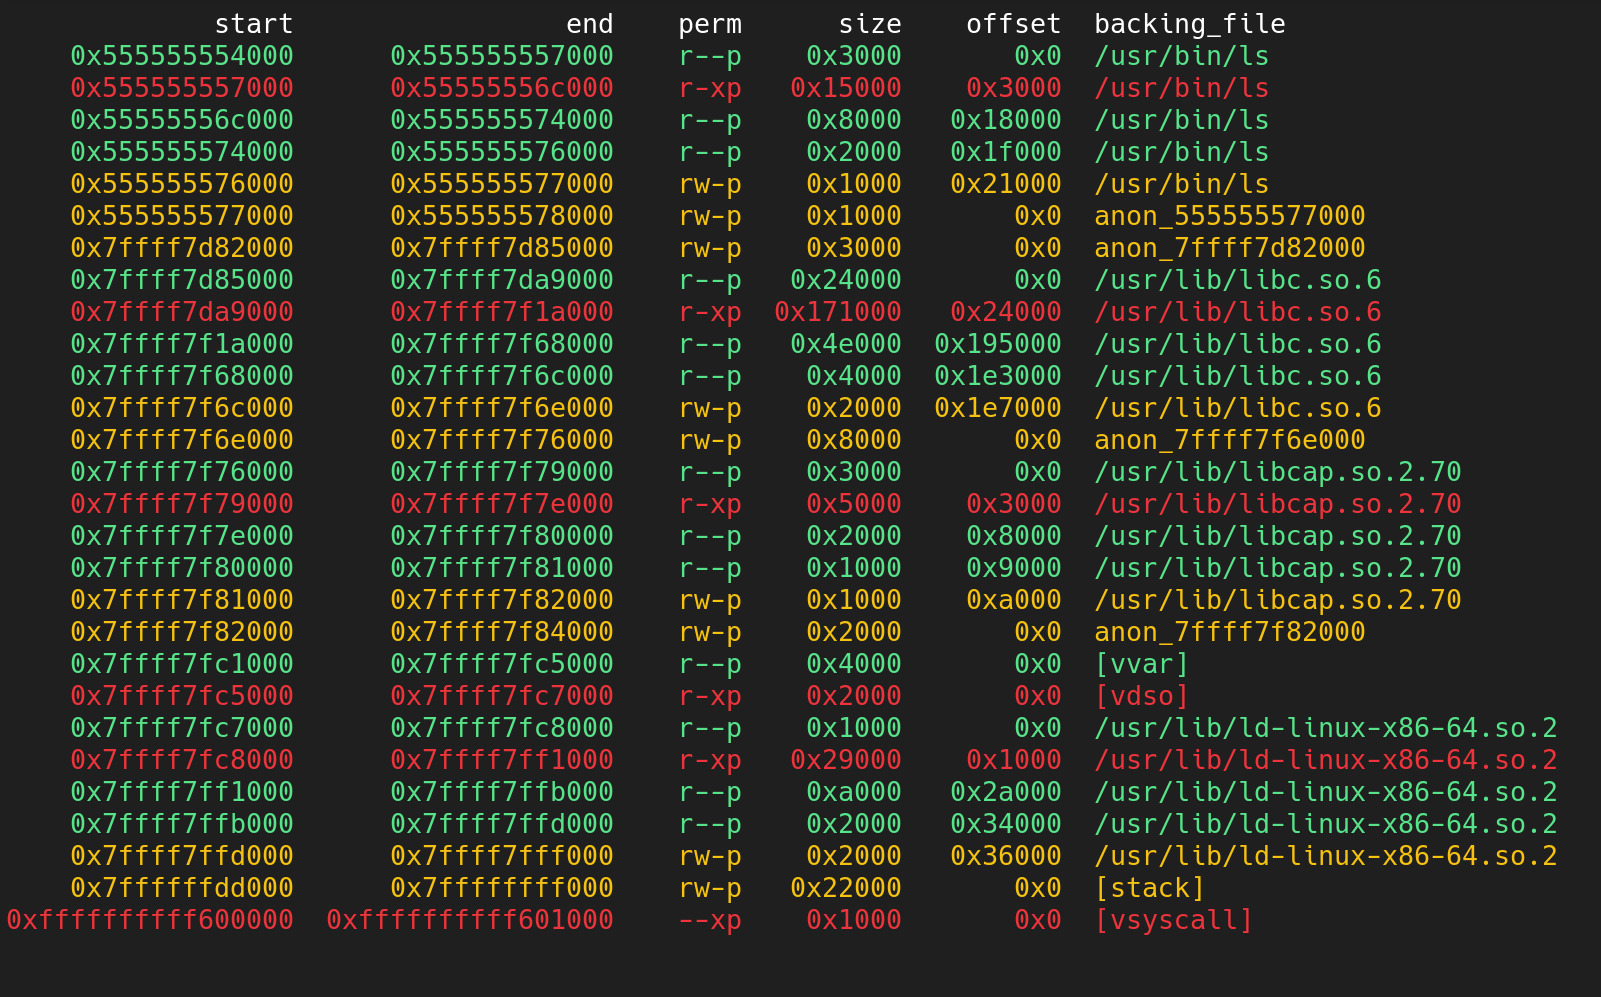 start end perm size offset backing_file
0x555555554000 0x555555557000 r--p 0x3000 0x0 /usr/bin/ls
0x555555557000 0x55555556c000 r-xp 0x15000 0x3000 /usr/bin/ls
0x55555556c000 0x555555574000 r--p 0x8000 0x18000 /usr/bin/ls
0x555555574000 0x555555576000 r--p 0x2000 0x1f000 /usr/bin/ls
0x555555576000 0x555555577000 rw-p 0x1000 0x21000 /usr/bin/ls
0x555555577000 0x555555578000 rw-p 0x1000 0x0 anon_555555577000
0x7ffff7d82000 0x7ffff7d85000 rw-p 0x3000 0x0 anon_7ffff7d82000
0x7ffff7d85000 0x7ffff7da9000 r--p 0x24000 0x0 /usr/lib/libc.so.6
0x7ffff7da9000 0x7ffff7f1a000 r-xp 0x171000 0x24000 /usr/lib/libc.so.6
0x7ffff7f1a000 0x7ffff7f68000 r--p 0x4e000 0x195000 /usr/lib/libc.so.6
0x7ffff7f68000 0x7ffff7f6c000 r--p 0x4000 0x1e3000 /usr/lib/libc.so.6
0x7ffff7f6c000 0x7ffff7f6e000 rw-p 0x2000 0x1e7000 /usr/lib/libc.so.6
0x7ffff7f6e000 0x7ffff7f76000 rw-p 0x8000 0x0 anon_7ffff7f6e000
0x7ffff7f76000 0x7ffff7f79000 r--p 0x3000 0x0 /usr/lib/libcap.so.2.70
0x7ffff7f79000 0x7ffff7f7e000 r-xp 0x5000 0x3000 /usr/lib/libcap.so.2.70
0x7ffff7f7e000 0x7ffff7f80000 r--p 0x2000 0x8000 /usr/lib/libcap.so.2.70
0x7ffff7f80000 0x7ffff7f81000 r--p 0x1000 0x9000 /usr/lib/libcap.so.2.70
0x7ffff7f81000 0x7ffff7f82000 rw-p 0x1000 0xa000 /usr/lib/libcap.so.2.70
0x7ffff7f82000 0x7ffff7f84000 rw-p 0x2000 0x0 anon_7ffff7f82000
0x7ffff7fc1000 0x7ffff7fc5000 r--p 0x4000 0x0 [vvar]
0x7ffff7fc5000 0x7ffff7fc7000 r-xp 0x2000 0x0 [vdso]
0x7ffff7fc7000 0x7ffff7fc8000 r--p 0x1000 0x0 /usr/lib/ld-linux-x86-64.so.2
0x7ffff7fc8000 0x7ffff7ff1000 r-xp 0x29000 0x1000 /usr/lib/ld-linux-x86-64.so.2
0x7ffff7ff1000 0x7ffff7ffb000 r--p 0xa000 0x2a000 /usr/lib/ld-linux-x86-64.so.2
0x7ffff7ffb000 0x7ffff7ffd000 r--p 0x2000 0x34000 /usr/lib/ld-linux-x86-64.so.2
0x7ffff7ffd000 0x7ffff7fff000 rw-p 0x2000 0x36000 /usr/lib/ld-linux-x86-64.so.2
0x7ffffffdd000 0x7ffffffff000 rw-p 0x22000 0x0 [stack]
0xffffffffff600000 0xffffffffff601000 --xp 0x1000 0x0 [vsyscall]